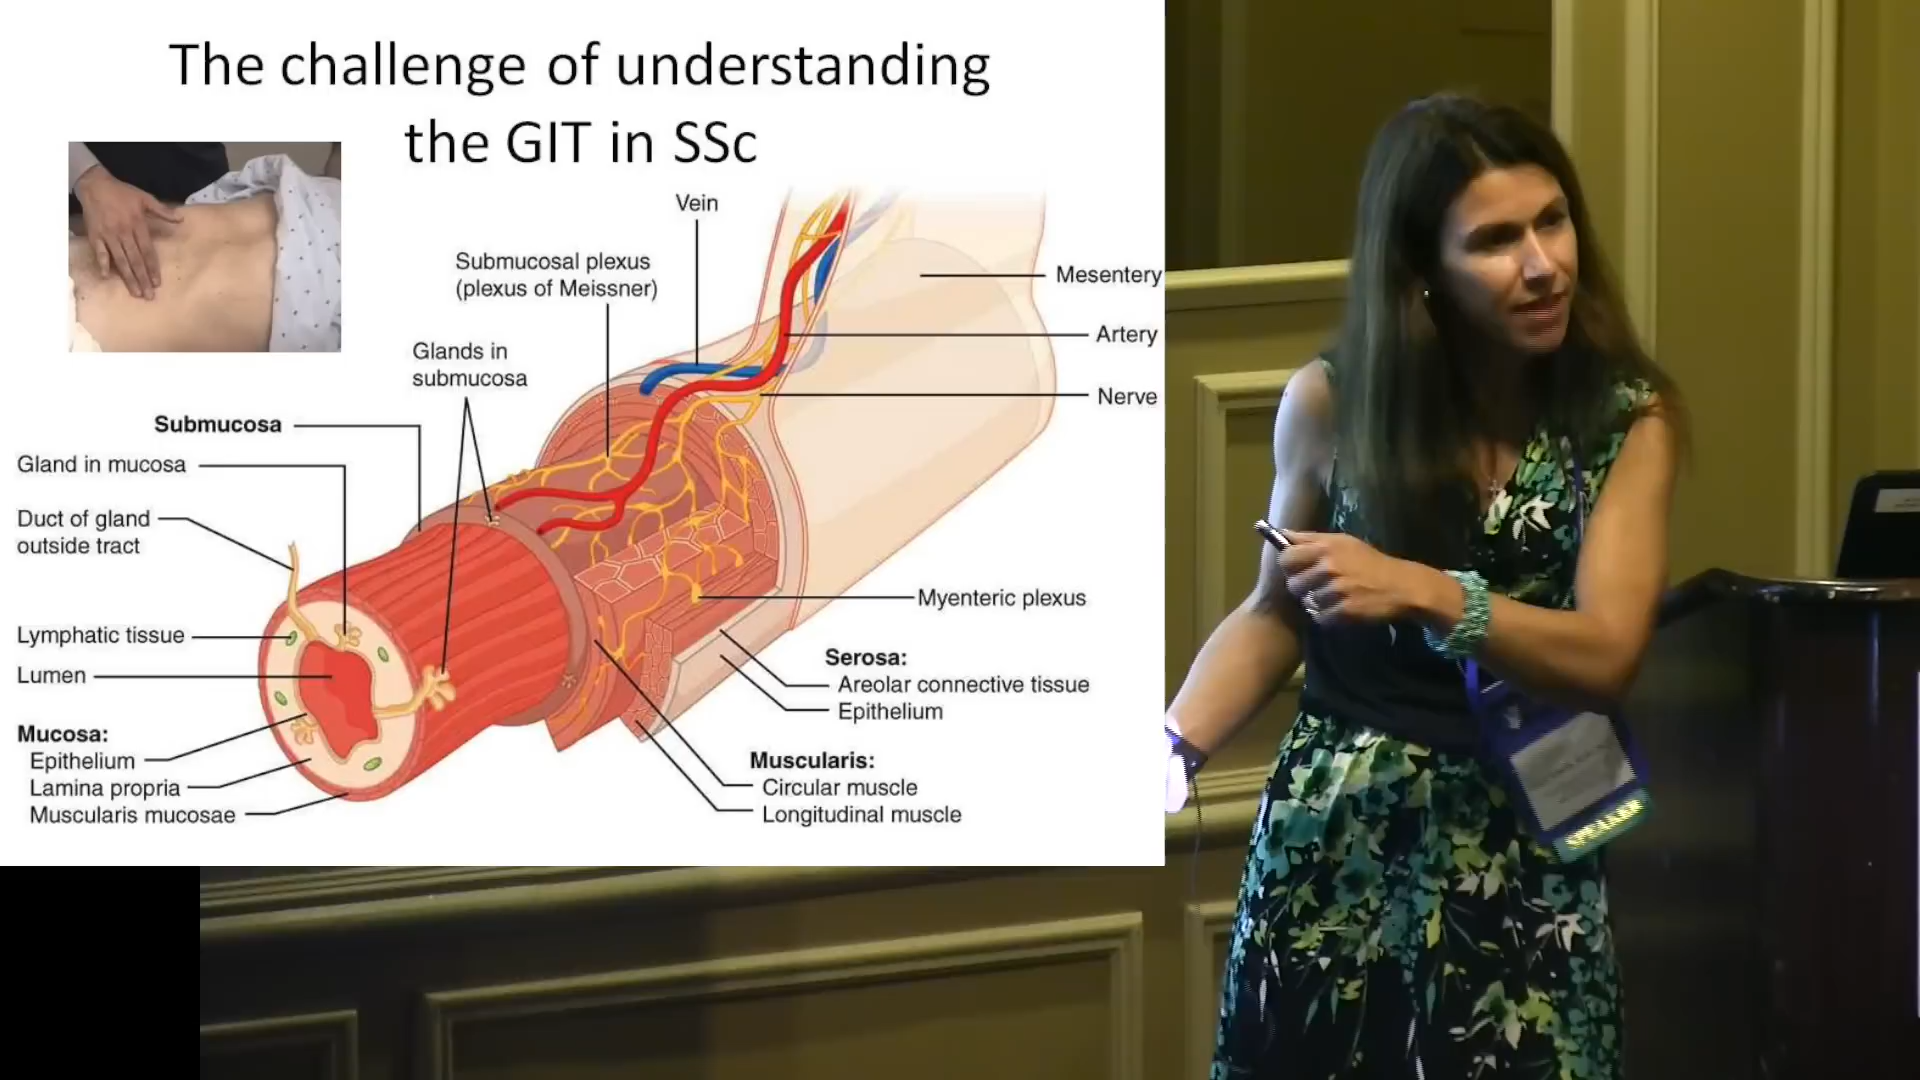 The challenge of understanding
the GIT in SSc
Vein
Submucosal plexus
(plexus of Meissner)
Mesentery
Artery
Glands in
submucosa
Nerve
Submucosa
Gland in mucosa
Duct of gland
outside tract
Myenteric plexus
Lymphatic tissue
Serosa:
Areolar connective tissue
Epithelium
Lumen
Mucosa:
Epithelium
Lamina propria
Muscularis mucosae
Muscularis:
Circular muscle
Longitudinal muscle
SPEAKER